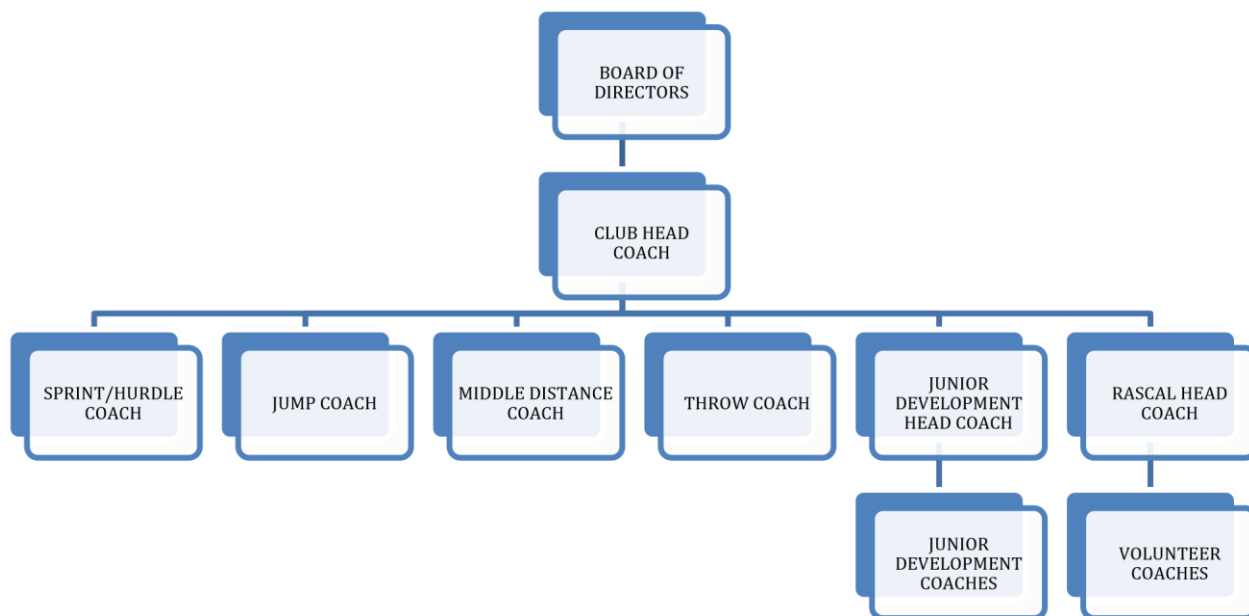 BOARD OF
DIRECTORS
CLUB HEAD
COACH
SPRINT/HURDLE
COACH
JUMP COACH
MIDDLE DISTANCE
COACH
THROW COACH
JUNIOR
DEVELOPMENT
HEAD COACH
RASCAL HEAD
COACH
JUNIOR
DEVELOPMENT
COACHES
VOLUNTEER
COACHES